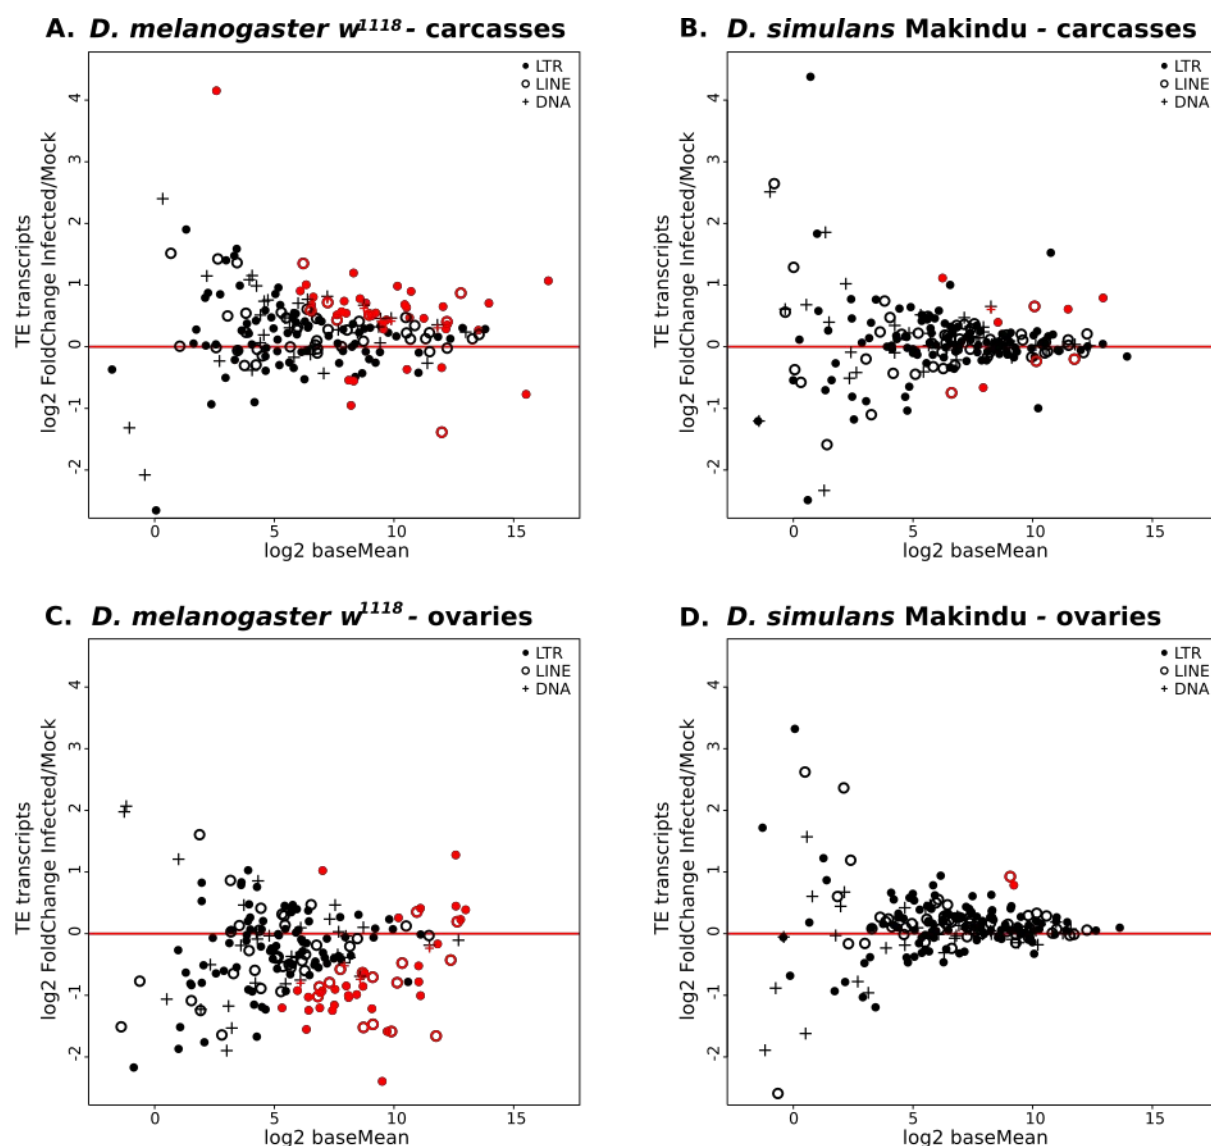 A. D. melanogaster w1118 - carcasses
LTR
LINE
DNA
TE transcripts
log2 FoldChange Infected/Mock
4
3
2
1
0
-1
-2
0 5 10 15
log2 baseMean
B. D. simulans Makindu - carcasses
LTR
LINE
DNA
TE transcripts
log2 FoldChange Infected/Mock
4
3
2
1
0
-1
-2
0 5 10 15
log2 baseMean
C. D. melanogaster w1118 - ovaries
LTR
LINE
DNA
TE transcripts
log2 FoldChange Infected/Mock
4
3
2
1
0
-1
-2
0 5 10 15
log2 baseMean
D. D. simulans Makindu - ovaries
LTR
LINE
DNA
TE transcripts
log2 FoldChange Infected/Mock
4
3
2
1
0
-1
-2
0 5 10 15
log2 baseMean